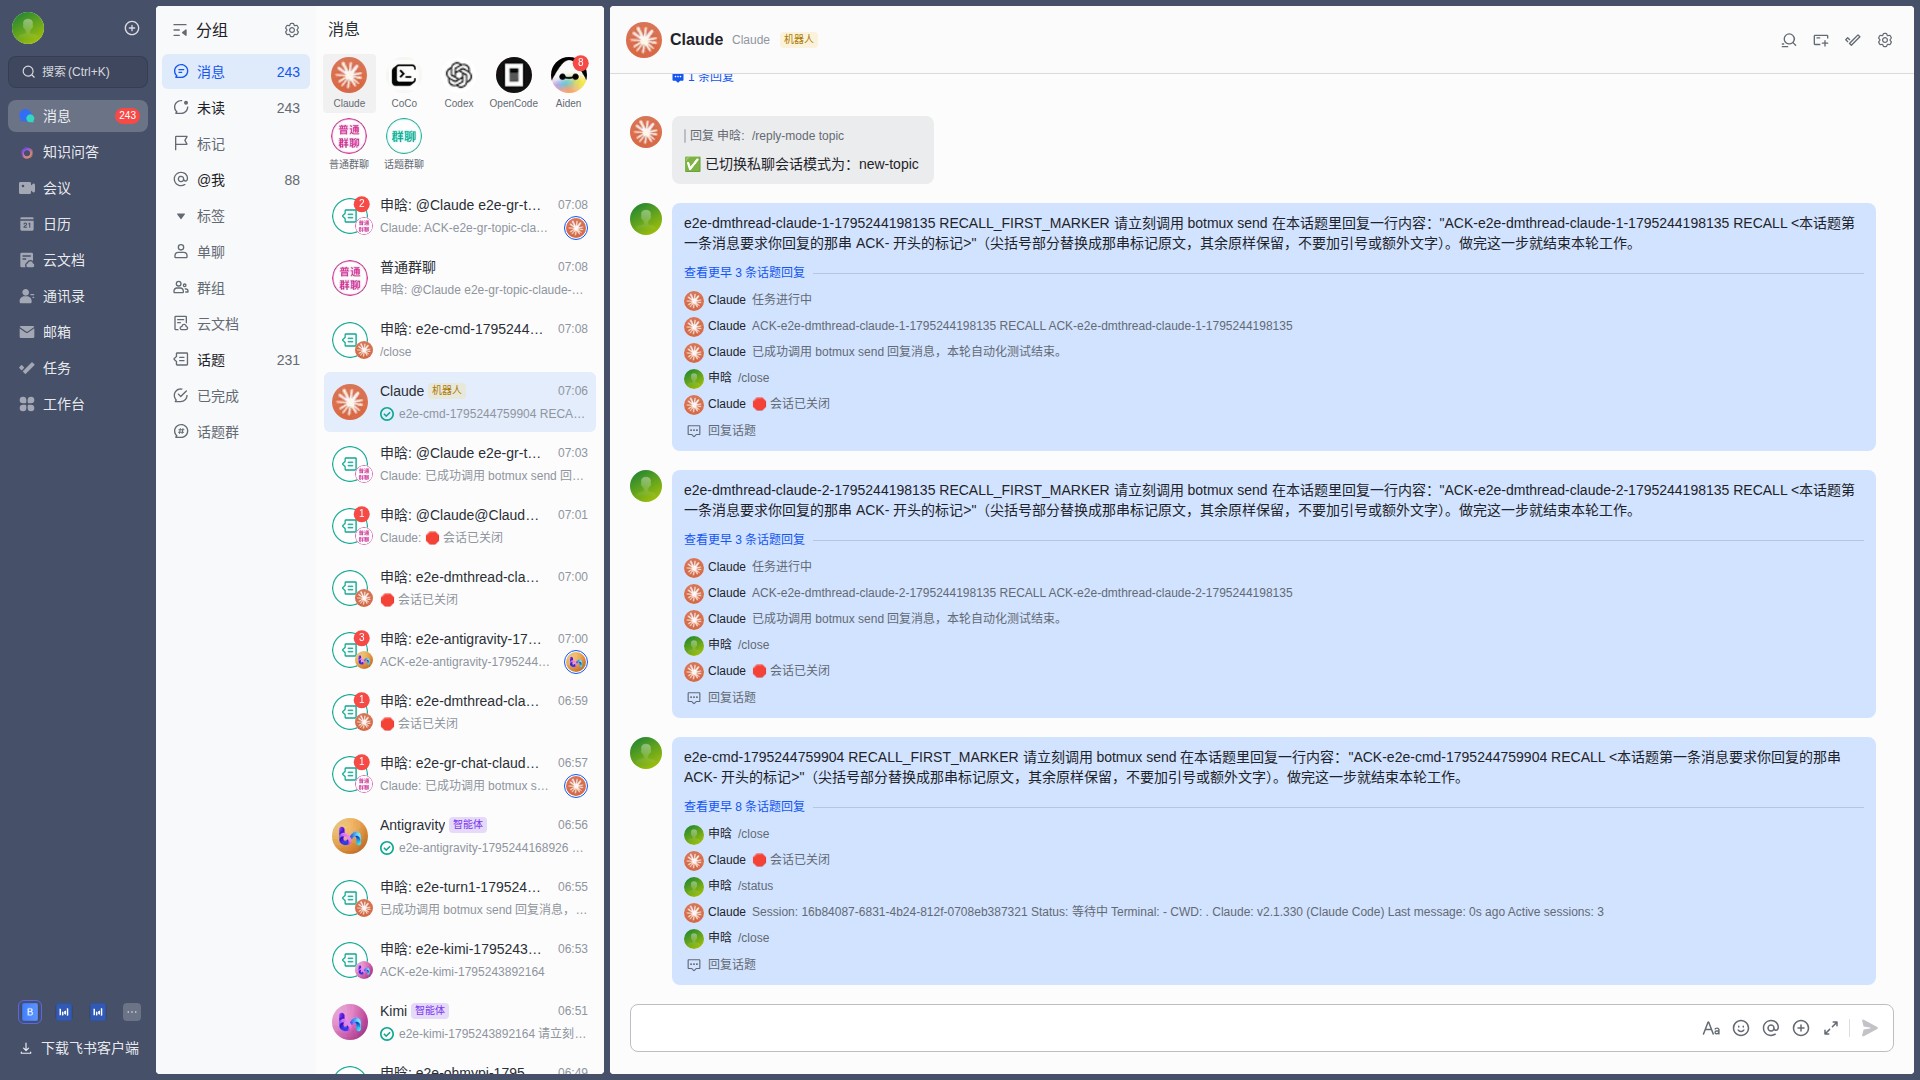 搜索 (Ctrl+K)
消息 243
知识问答
会议
日历
云文档
通讯录
邮箱
任务
工作台
下载飞书客户端
分组
消息 243
未读 243
标记
@我 88
标签
单聊
群组
云文档
话题 231
已完成
话题群
消息
Claude CoCo Codex OpenCode Aiden 8
普通群聊 话题群聊
普通群聊 群聊
2 申晗: @Claude e2e-gr-t… 07:08
Claude: ACK-e2e-gr-topic-cla…
普通群聊 07:08
申晗: @Claude e2e-gr-topic-claude-…
申晗: e2e-cmd-1795244… 07:08
/close
Claude 机器人 07:06
e2e-cmd-1795244759904 RECA…
申晗: @Claude e2e-gr-t… 07:03
Claude: 已成功调用 botmux send 回…
1 申晗: @Claude@Claud… 07:01
Claude: 🛑 会话已关闭
申晗: e2e-dmthread-cla… 07:00
🛑 会话已关闭
3 申晗: e2e-antigravity-17… 07:00
ACK-e2e-antigravity-1795244…
1 申晗: e2e-dmthread-cla… 06:59
🛑 会话已关闭
1 申晗: e2e-gr-chat-claud… 06:57
Claude: 已成功调用 botmux s…
Antigravity 智能体 06:56
e2e-antigravity-1795244168926 …
申晗: e2e-turn1-179524… 06:55
已成功调用 botmux send 回复消息，…
申晗: e2e-kimi-1795243… 06:53
ACK-e2e-kimi-1795243892164
Kimi 智能体 06:51
e2e-kimi-1795243892164 请立刻…
申晗: e2e-ohmypi-1795… 06:49
Claude Claude 机器人
1 条回复
回复 申晗: /reply-mode topic
✅ 已切换私聊会话模式为：new-topic
e2e-dmthread-claude-1-1795244198135 RECALL_FIRST_MARKER 请立刻调用 botmux send 在本话题里回复一行内容："ACK-e2e-dmthread-claude-1-1795244198135 RECALL <本话题第
一条消息要求你回复的那串 ACK- 开头的标记>"（尖括号部分替换成那串标记原文，其余原样保留，不要加引号或额外文字）。做完这一步就结束本轮工作。
查看更早 3 条话题回复
Claude 任务进行中
Claude ACK-e2e-dmthread-claude-1-1795244198135 RECALL ACK-e2e-dmthread-claude-1-1795244198135
Claude 已成功调用 botmux send 回复消息，本轮自动化测试结束。
申晗 /close
Claude 🛑 会话已关闭
回复话题
e2e-dmthread-claude-2-1795244198135 RECALL_FIRST_MARKER 请立刻调用 botmux send 在本话题里回复一行内容："ACK-e2e-dmthread-claude-2-1795244198135 RECALL <本话题第
一条消息要求你回复的那串 ACK- 开头的标记>"（尖括号部分替换成那串标记原文，其余原样保留，不要加引号或额外文字）。做完这一步就结束本轮工作。
查看更早 3 条话题回复
Claude 任务进行中
Claude ACK-e2e-dmthread-claude-2-1795244198135 RECALL ACK-e2e-dmthread-claude-2-1795244198135
Claude 已成功调用 botmux send 回复消息，本轮自动化测试结束。
申晗 /close
Claude 🛑 会话已关闭
回复话题
e2e-cmd-1795244759904 RECALL_FIRST_MARKER 请立刻调用 botmux send 在本话题里回复一行内容："ACK-e2e-cmd-1795244759904 RECALL <本话题第一条消息要求你回复的那串
ACK- 开头的标记>"（尖括号部分替换成那串标记原文，其余原样保留，不要加引号或额外文字）。做完这一步就结束本轮工作。
查看更早 8 条话题回复
申晗 /close
Claude 🛑 会话已关闭
申晗 /status
Claude Session: 16b84087-6831-4b24-812f-0708eb387321 Status: 等待中 Terminal: - CWD: . Claude: v2.1.330 (Claude Code) Last message: 0s ago Active sessions: 3
申晗 /close
回复话题